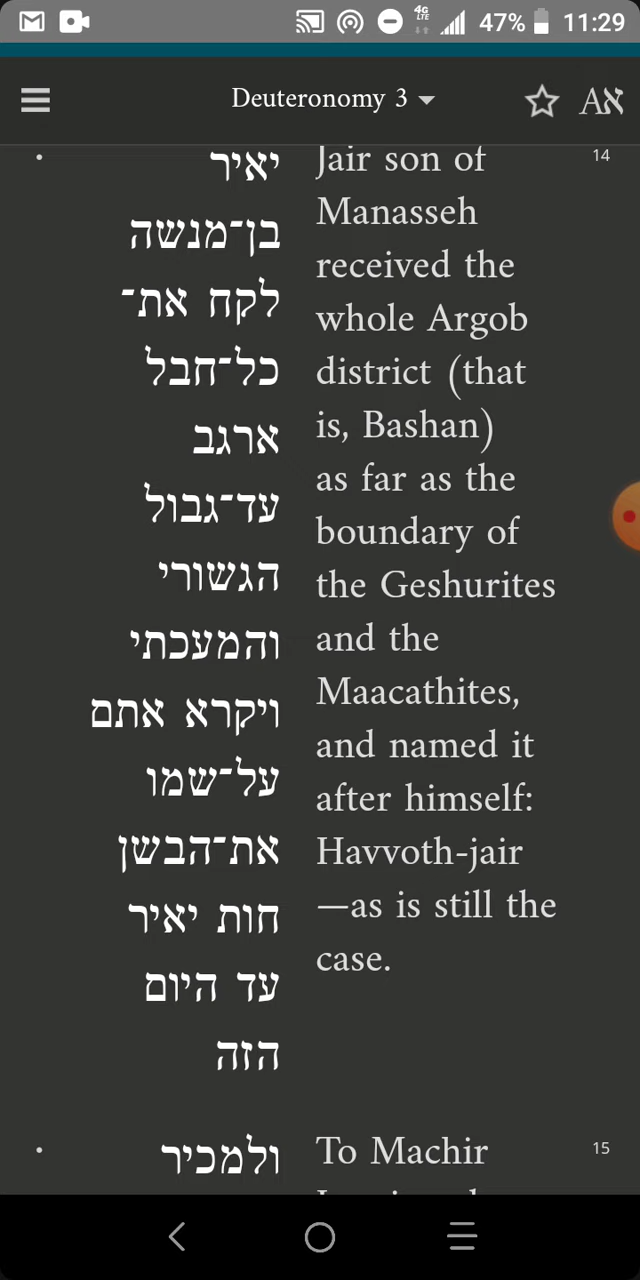 4G
LTE
47%
11:29
Deuteronomy 3
Aא
יאיר
בן־מנשה
לקח את־
כל־חבל
ארגב
עד־גבול
הגשורי
והמעכתי
ויקרא אתם
על־שמו
את־הבשן
חות יאיר
עד היום
הזה
Jair son of
Manasseh
received the
whole Argob
district (that
is, Bashan)
as far as the
boundary of
the Geshurites
and the
Maacathites,
and named it
after himself:
Havvoth-jair
—as is still the
case.
14
ולמכיר
To Machir
15